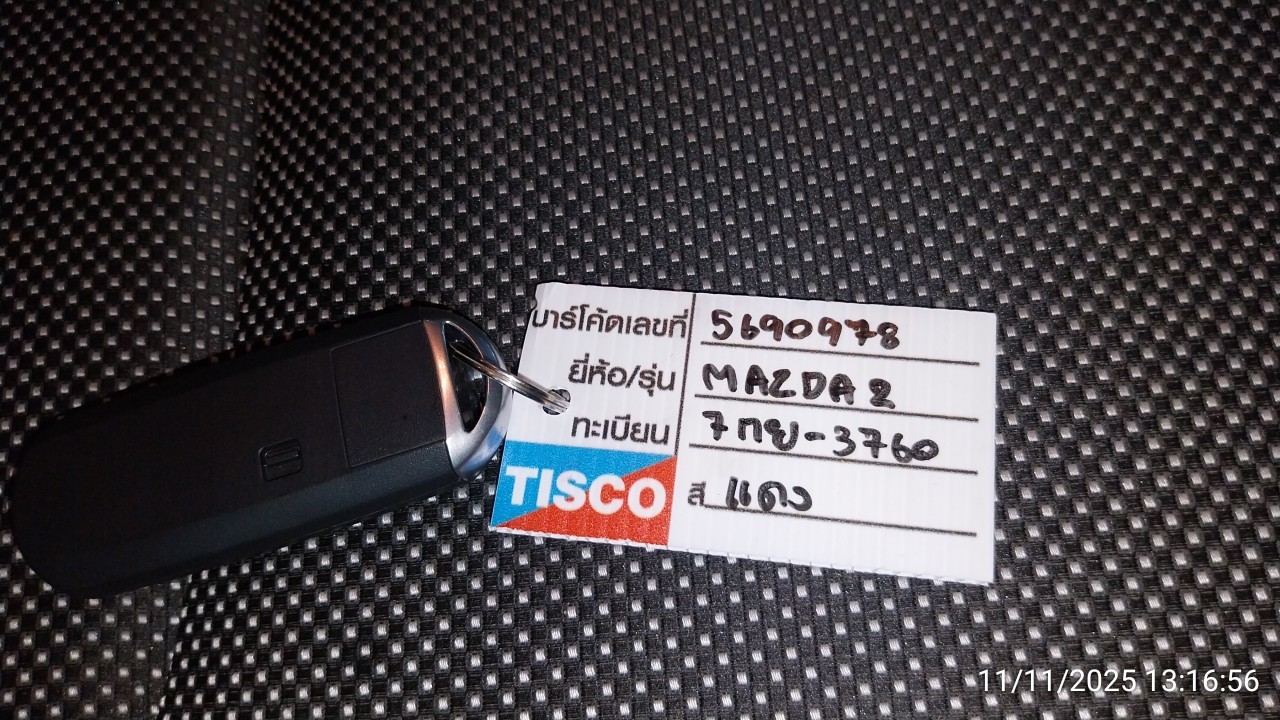 บาร์โค้ดเลขที่ 5690978
ยี่ห้อ/รุ่น MAZDA 2
ทะเบียน 7กย-3760
TISCO
สี แดง
11/11/2025 13:16:56